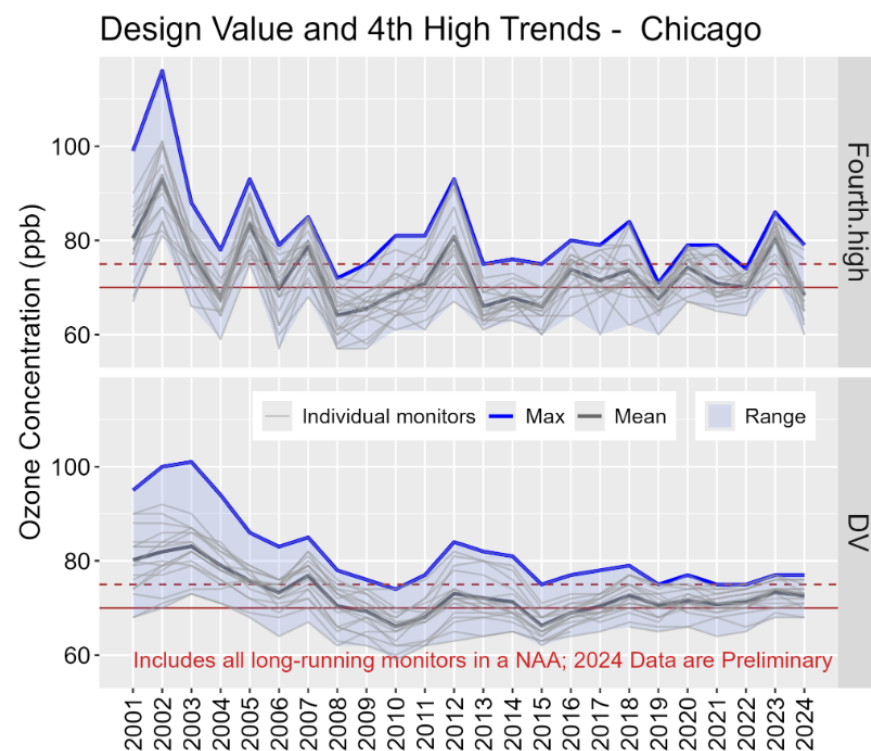 Design Value and 4th High Trends -  Chicago
Ozone Concentration (ppb)
100
80
60
Fourth.high
Ozone Concentration (ppb)
100
80
60
Individual monitors Max Mean Range
DV
Includes all long-running monitors in a NAA; 2024 Data are Preliminary
2001 2002 2003 2004 2005 2006 2007 2008 2009 2010 2011 2012 2013 2014 2015 2016 2017 2018 2019 2020 2021 2022 2023 2024